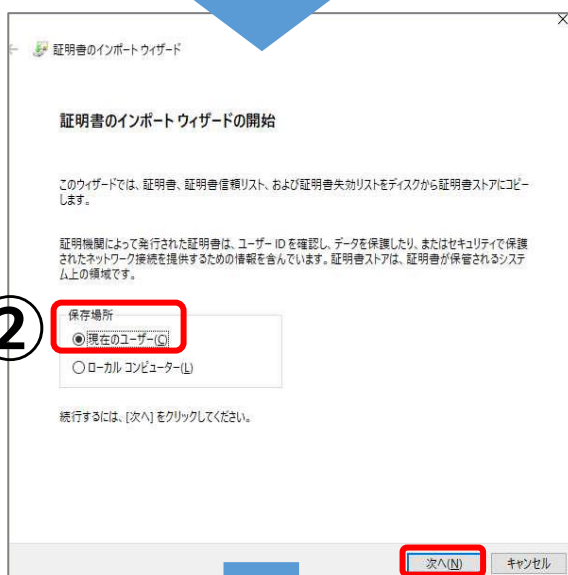 証明書のインポート ウィザード
証明書のインポート ウィザードの開始
このウィザードでは、証明書、証明書信頼リスト、および証明書失効リストをディスクから証明書ストアにコピー
します。
証明機関によって発行された証明書は、ユーザー ID を確認し、データを保護したり、またはセキュリティで保護
されたネットワーク接続を提供するための情報を含んでいます。証明書ストアは、証明書が保管されるシステ
ム上の領域です。
保存場所
②
現在のユーザー(C)
ローカル コンピューター(L)
続行するには、[次へ] をクリックしてください。
次へ(N) キャンセル